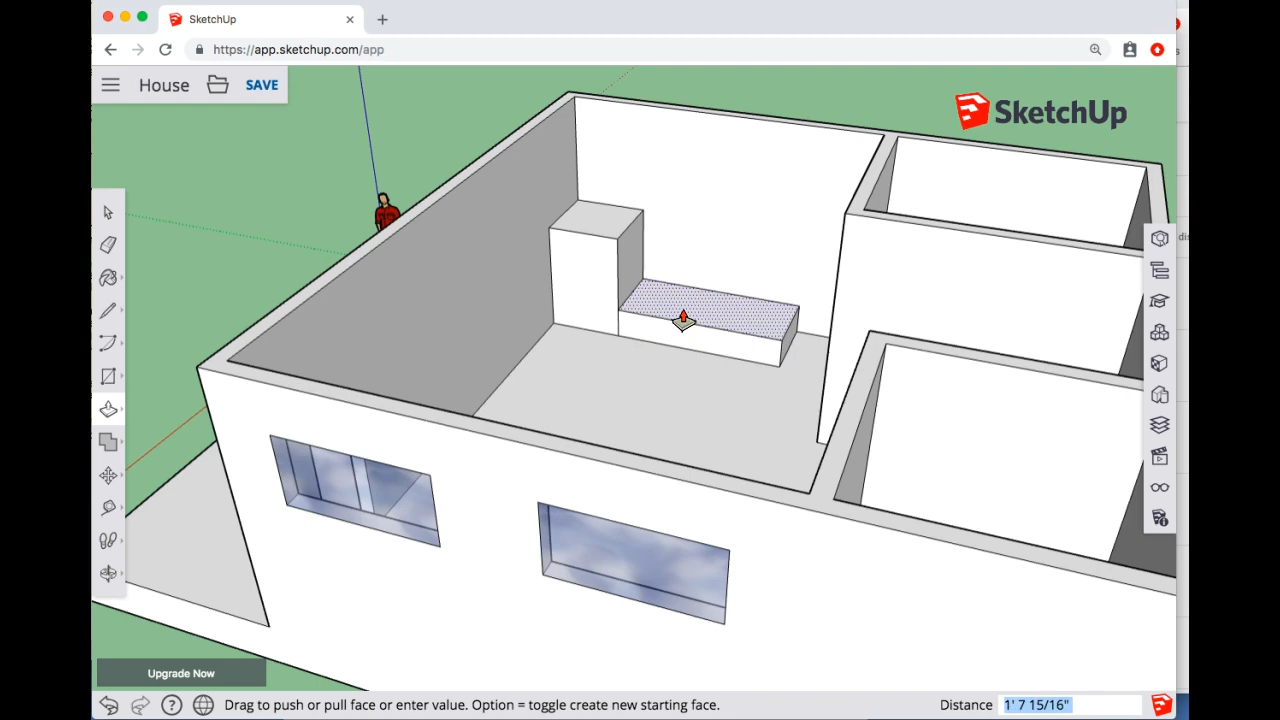 SketchUp
https://app.sketchup.com/app
House
SAVE
SketchUp
Upgrade Now
Drag to push or pull face or enter value. Option = toggle create new starting face.
Distance
1' 7 15/16"